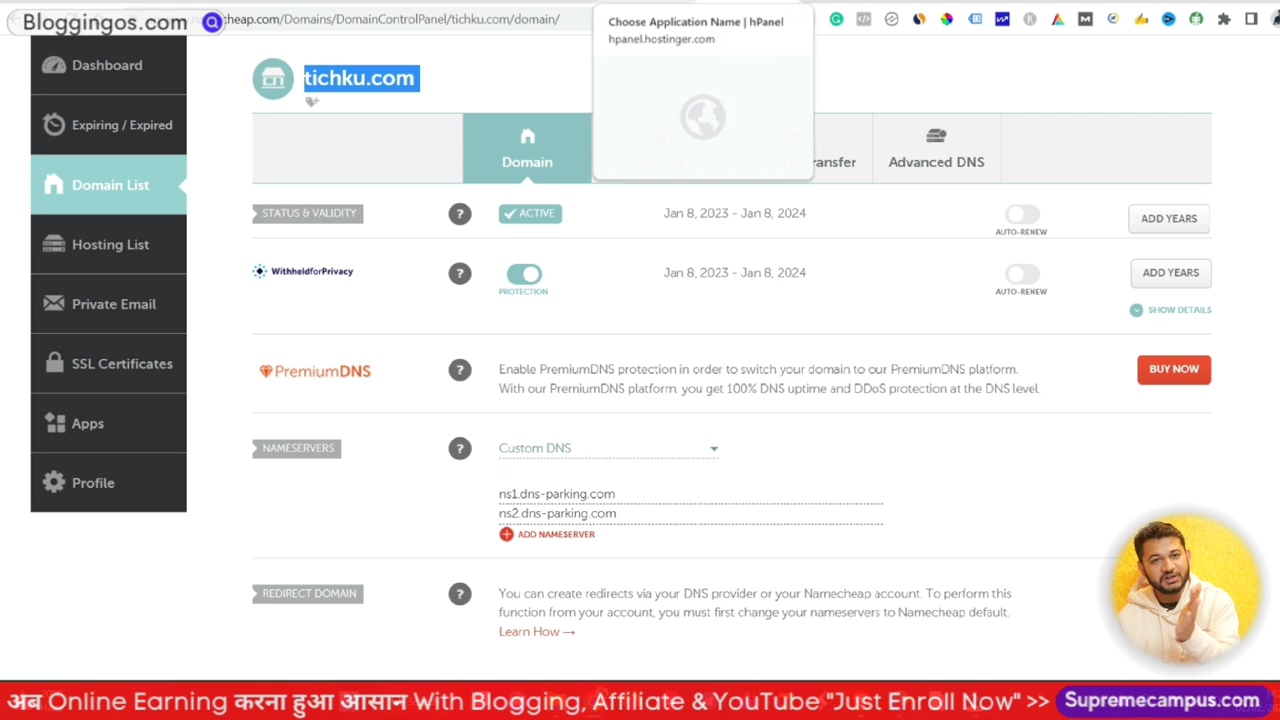 Bloggingos.com
cheap.com/Domains/DomainControlPanel/tichku.com/domain/
Choose Application Name | hPanel
hpanel.hostinger.com
Dashboard
Expiring / Expired
Domain List
Hosting List
Private Email
SSL Certificates
Apps
Profile
tichku.com
Domain
Transfer
Advanced DNS
STATUS & VALIDITY
?
ACTIVE
Jan 8, 2023 - Jan 8, 2024
AUTO-RENEW
ADD YEARS
WithheldforPrivacy
?
PROTECTION
Jan 8, 2023 - Jan 8, 2024
AUTO-RENEW
ADD YEARS
SHOW DETAILS
PremiumDNS
?
Enable PremiumDNS protection in order to switch your domain to our PremiumDNS platform.
With our PremiumDNS platform, you get 100% DNS uptime and DDoS protection at the DNS level.
BUY NOW
NAMESERVERS
?
Custom DNS
ns1.dns-parking.com
ns2.dns-parking.com
ADD NAMESERVER
REDIRECT DOMAIN
?
You can create redirects via your DNS provider or your Namecheap account. To perform this
function from your account, you must first change your nameservers to Namecheap default.
Learn How →
अब Online Earning करना हुआ आसान With Blogging, Affiliate & YouTube "Just Enroll Now" >> Supremecampus.com